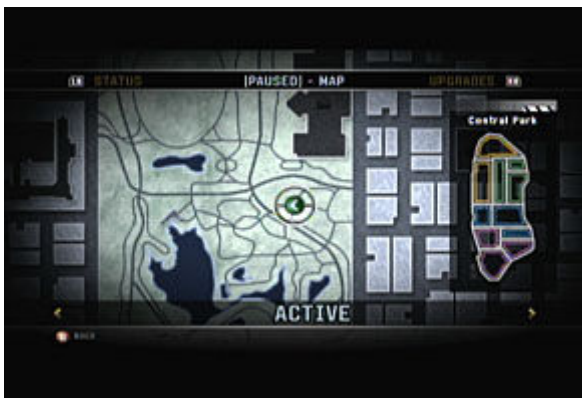 LB STATUS [PAUSED] - MAP UPGRADES RB
Central Park
ACTIVE
B BACK